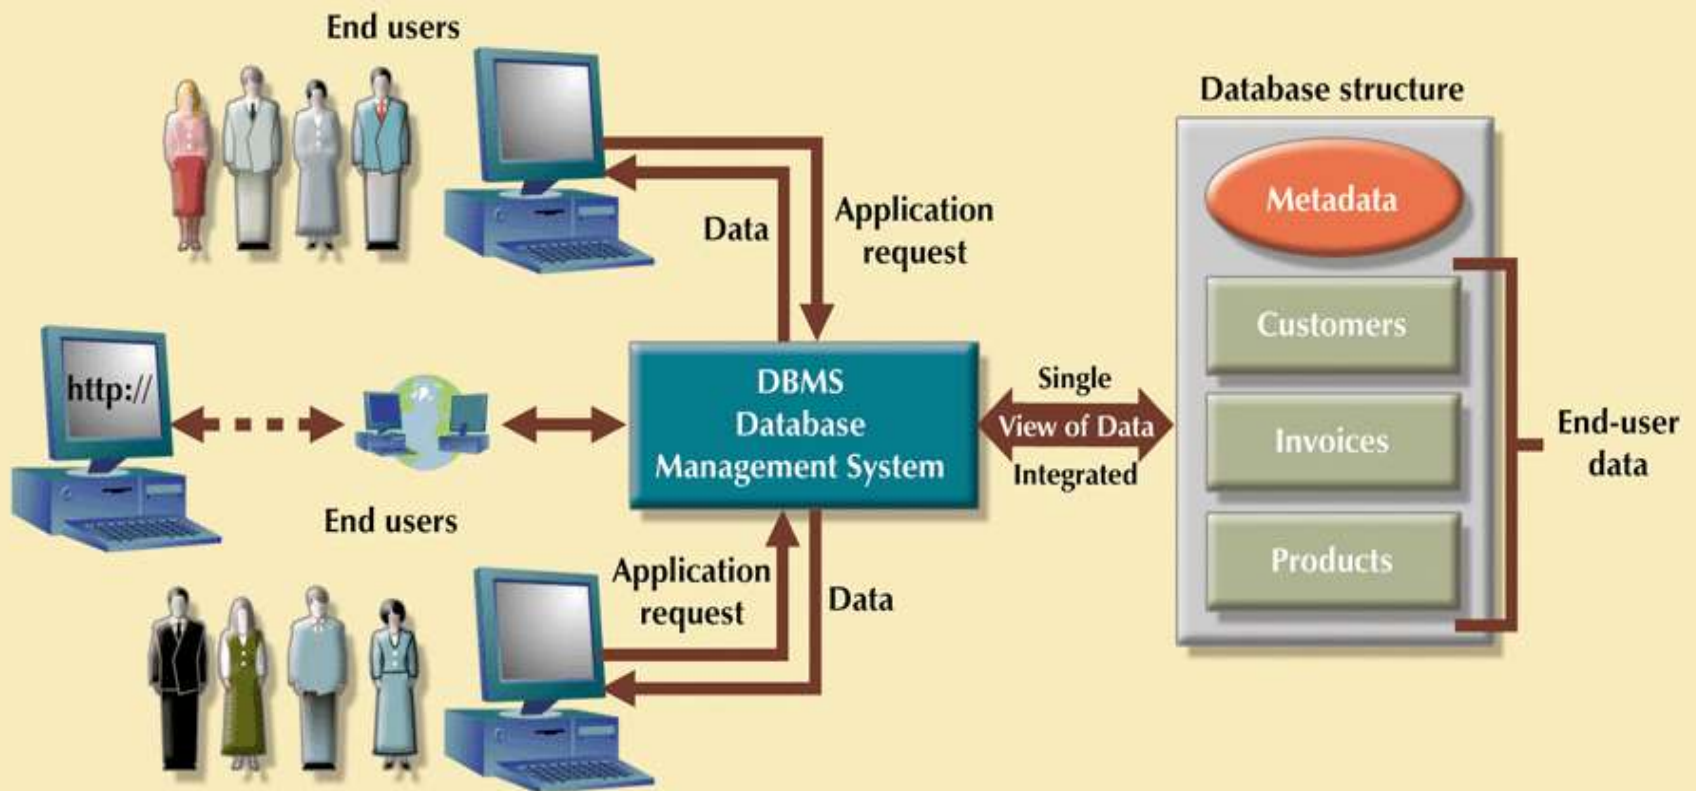 End users
Database structure
Metadata
Data
Application
request
Customers
http://
DBMS
Database
Management System
Single
View of Data
Integrated
Invoices
End-user
data
End users
Products
Application
request
Data